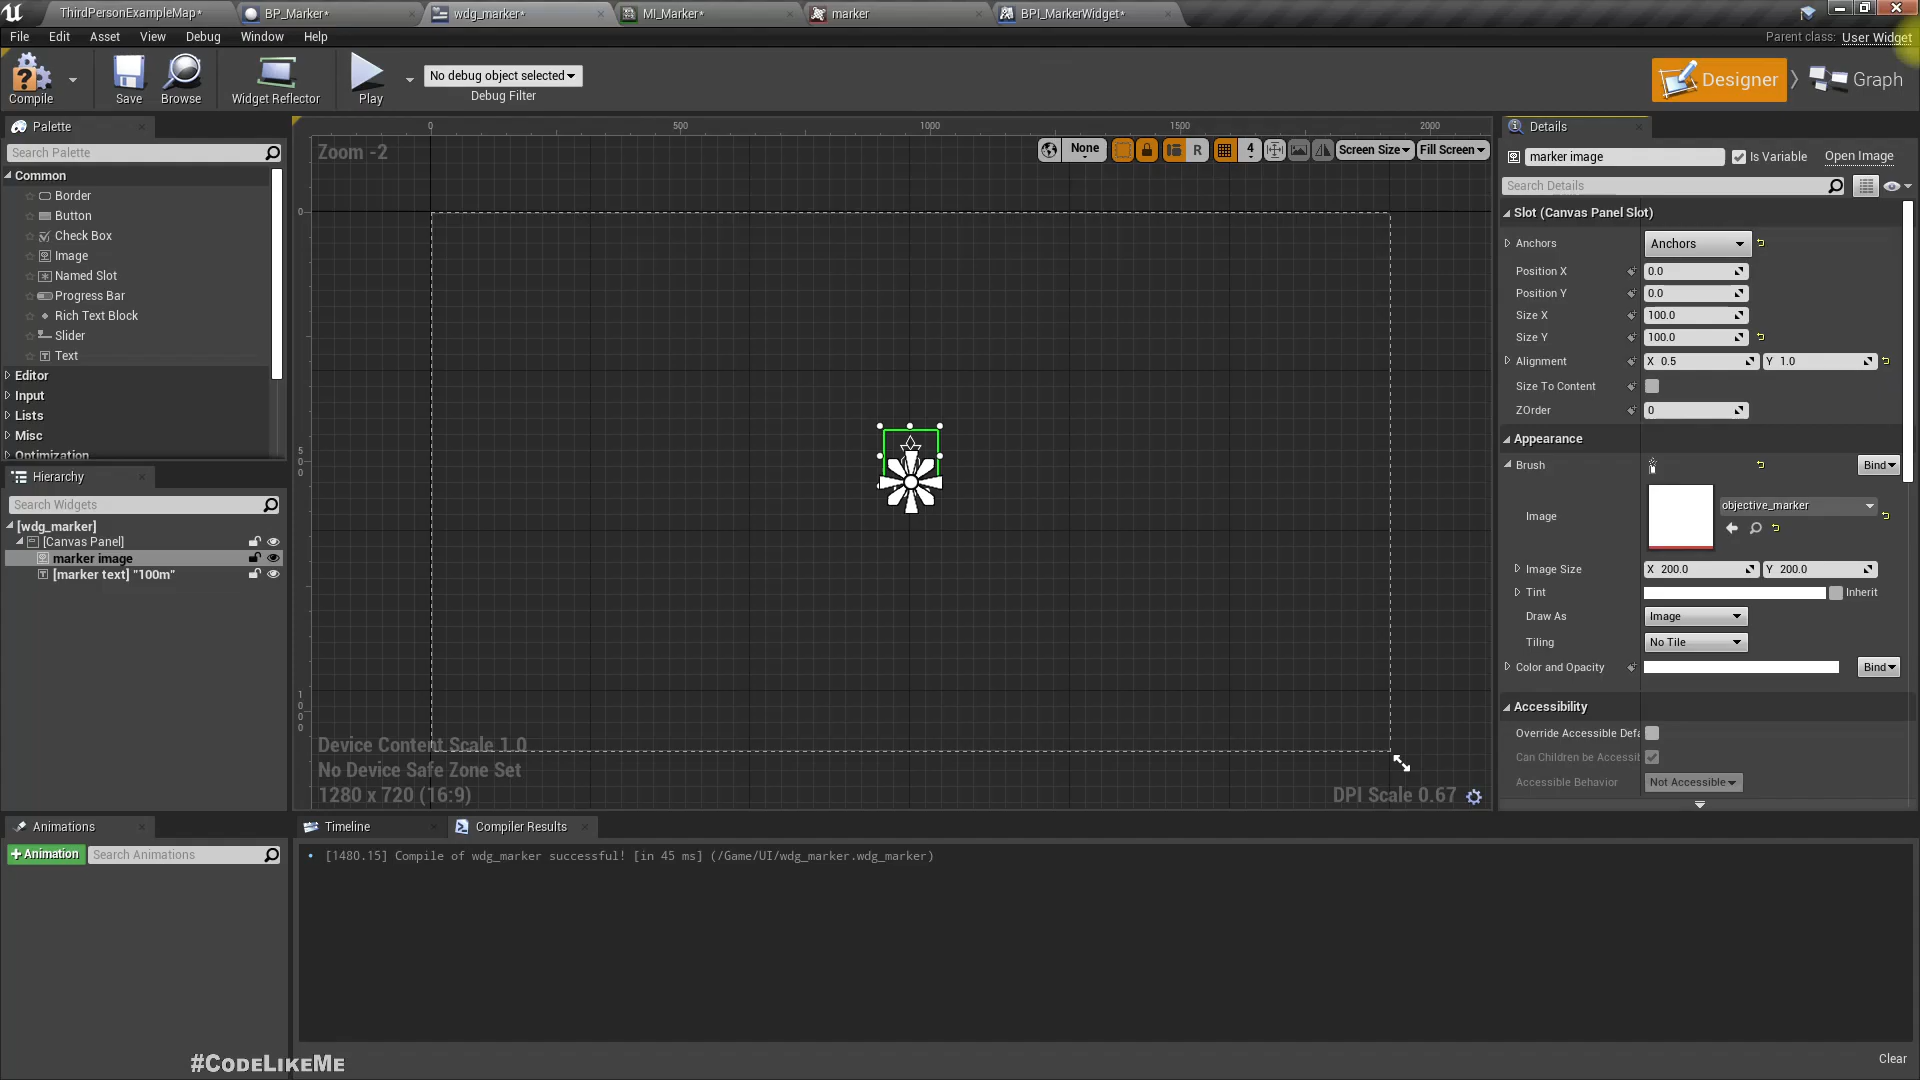 ThirdPersonExampleMap*
BP_Marker*
wdg_marker*
MI_Marker*
marker
BPI_MarkerWidget*
File Edit Asset View Debug Window Help
Parent class: User Widget
Compile
Save
Browse
Widget Reflector
Play
No debug object selected
Debug Filter
Designer
Graph
Palette
Search Palette
Common
Border
Button
Check Box
Image
Named Slot
Progress Bar
Rich Text Block
Slider
Text
Editor
Input
Lists
Misc
Optimization
Hierarchy
Search Widgets
[wdg_marker]
[Canvas Panel]
marker image
[marker text] "100m"
Animations
+Animation
Search Animations
0 500 1000 1500 2000
Zoom -2
None
R
4
Screen Size
Fill Screen
0
500
1000
Device Content Scale 1.0
No Device Safe Zone Set
1280 x 720 (16:9)
DPI Scale 0.67
Timeline
Compiler Results
[1480.15] Compile of wdg_marker successful! [in 45 ms] (/Game/UI/wdg_marker.wdg_marker)
Clear
Details
marker image
Is Variable
Open Image
Search Details
Slot (Canvas Panel Slot)
Anchors Anchors
Position X 0.0
Position Y 0.0
Size X 100.0
Size Y 100.0
Alignment X 0.5 Y 1.0
Size To Content
ZOrder 0
Appearance
Brush Bind
Image objective_marker
Image Size X 200.0 Y 200.0
Tint Inherit
Draw As Image
Tiling No Tile
Color and Opacity Bind
Accessibility
Override Accessible Defa
Can Children be Accessib
Accessible Behavior Not Accessible
#CodeLikeMe